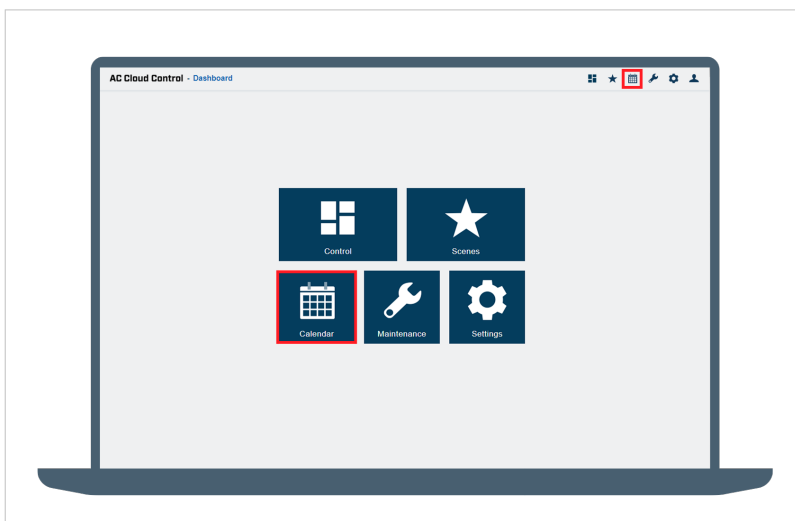 AC Cloud Control - Dashboard
Control
Scenes
Calendar
Maintenance
Settings